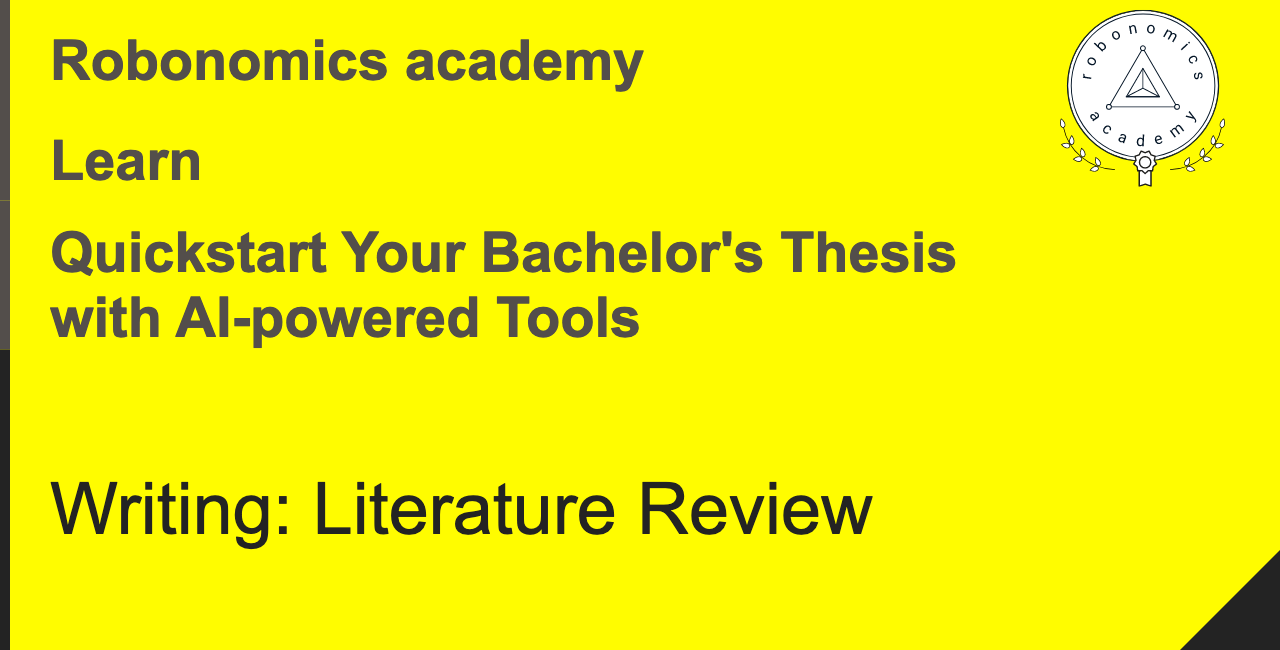 Robonomics academy
robonomics
academy
Learn
Quickstart Your Bachelor's Thesis
with AI-powered Tools
Writing: Literature Review